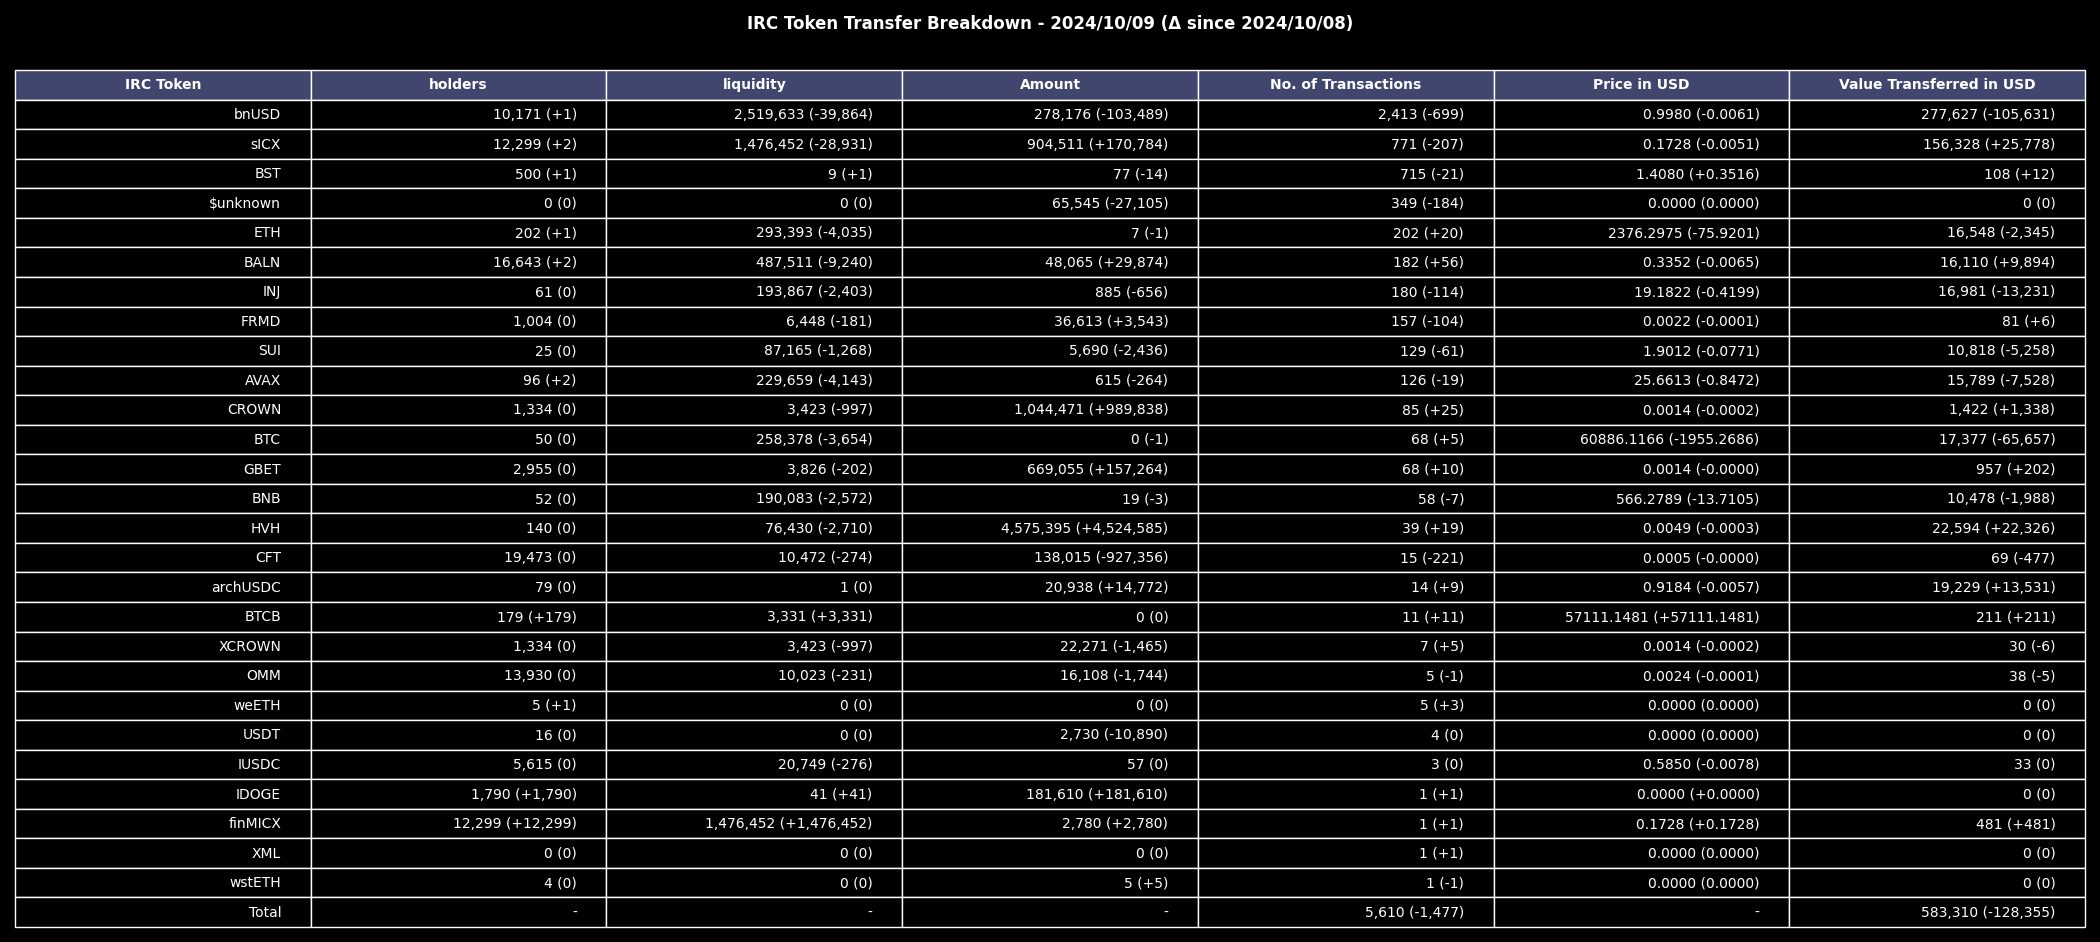 IRC Token Transfer Breakdown - 2024/10/09 (Δ since 2024/10/08)
IRC Token holders liquidity Amount No. of Transactions Price in USD Value Transferred in USD
bnUSD 10,171 (+1) 2,519,633 (-39,864) 278,176 (-103,489) 2,413 (-699) 0.9980 (-0.0061) 277,627 (-105,631)
sICX 12,299 (+2) 1,476,452 (-28,931) 904,511 (+170,784) 771 (-207) 0.1728 (-0.0051) 156,328 (+25,778)
BST 500 (+1) 9 (+1) 77 (-14) 715 (-21) 1.4080 (+0.3516) 108 (+12)
$unknown 0 (0) 0 (0) 65,545 (-27,105) 349 (-184) 0.0000 (0.0000) 0 (0)
ETH 202 (+1) 293,393 (-4,035) 7 (-1) 202 (+20) 2376.2975 (-75.9201) 16,548 (-2,345)
BALN 16,643 (+2) 487,511 (-9,240) 48,065 (+29,874) 182 (+56) 0.3352 (-0.0065) 16,110 (+9,894)
INJ 61 (0) 193,867 (-2,403) 885 (-656) 180 (-114) 19.1822 (-0.4199) 16,981 (-13,231)
FRMD 1,004 (0) 6,448 (-181) 36,613 (+3,543) 157 (-104) 0.0022 (-0.0001) 81 (+6)
SUI 25 (0) 87,165 (-1,268) 5,690 (-2,436) 129 (-61) 1.9012 (-0.0771) 10,818 (-5,258)
AVAX 96 (+2) 229,659 (-4,143) 615 (-264) 126 (-19) 25.6613 (-0.8472) 15,789 (-7,528)
CROWN 1,334 (0) 3,423 (-997) 1,044,471 (+989,838) 85 (+25) 0.0014 (-0.0002) 1,422 (+1,338)
BTC 50 (0) 258,378 (-3,654) 0 (-1) 68 (+5) 60886.1166 (-1955.2686) 17,377 (-65,657)
GBET 2,955 (0) 3,826 (-202) 669,055 (+157,264) 68 (+10) 0.0014 (-0.0000) 957 (+202)
BNB 52 (0) 190,083 (-2,572) 19 (-3) 58 (-7) 566.2789 (-13.7105) 10,478 (-1,988)
HVH 140 (0) 76,430 (-2,710) 4,575,395 (+4,524,585) 39 (+19) 0.0049 (-0.0003) 22,594 (+22,326)
CFT 19,473 (0) 10,472 (-274) 138,015 (-927,356) 15 (-221) 0.0005 (-0.0000) 69 (-477)
archUSDC 79 (0) 1 (0) 20,938 (+14,772) 14 (+9) 0.9184 (-0.0057) 19,229 (+13,531)
BTCB 179 (+179) 3,331 (+3,331) 0 (0) 11 (+11) 57111.1481 (+57111.1481) 211 (+211)
XCROWN 1,334 (0) 3,423 (-997) 22,271 (-1,465) 7 (+5) 0.0014 (-0.0002) 30 (-6)
OMM 13,930 (0) 10,023 (-231) 16,108 (-1,744) 5 (-1) 0.0024 (-0.0001) 38 (-5)
weETH 5 (+1) 0 (0) 0 (0) 5 (+3) 0.0000 (0.0000) 0 (0)
USDT 16 (0) 0 (0) 2,730 (-10,890) 4 (0) 0.0000 (0.0000) 0 (0)
IUSDC 5,615 (0) 20,749 (-276) 57 (0) 3 (0) 0.5850 (-0.0078) 33 (0)
IDOGE 1,790 (+1,790) 41 (+41) 181,610 (+181,610) 1 (+1) 0.0000 (+0.0000) 0 (0)
finMICX 12,299 (+12,299) 1,476,452 (+1,476,452) 2,780 (+2,780) 1 (+1) 0.1728 (+0.1728) 481 (+481)
XML 0 (0) 0 (0) 0 (0) 1 (+1) 0.0000 (0.0000) 0 (0)
wstETH 4 (0) 0 (0) 5 (+5) 1 (-1) 0.0000 (0.0000) 0 (0)
Total - - - 5,610 (-1,477) - 583,310 (-128,355)